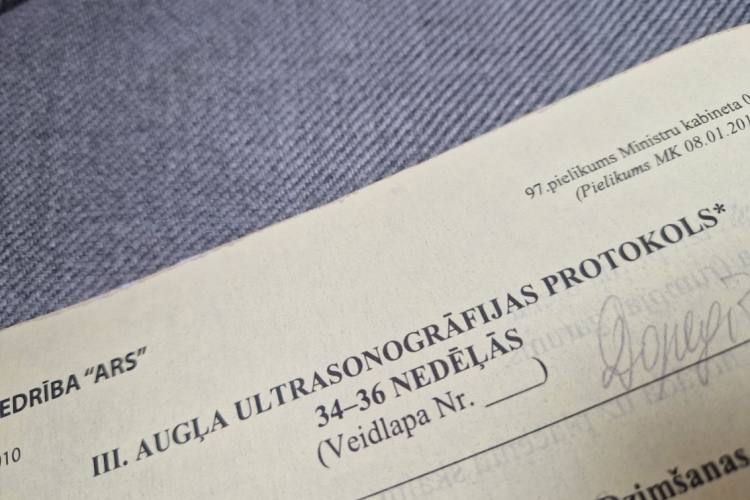 97.pielikums Ministru kabineta
(Pielikums MK 08.01.201
EDRĪBA "ARS"
010
III. AUGĻA ULTRASONOGRĀFIJAS PROTOKOLS*
34–36 NEDĒĻĀS
(Veidlapa Nr. ____)
Dzimšanas